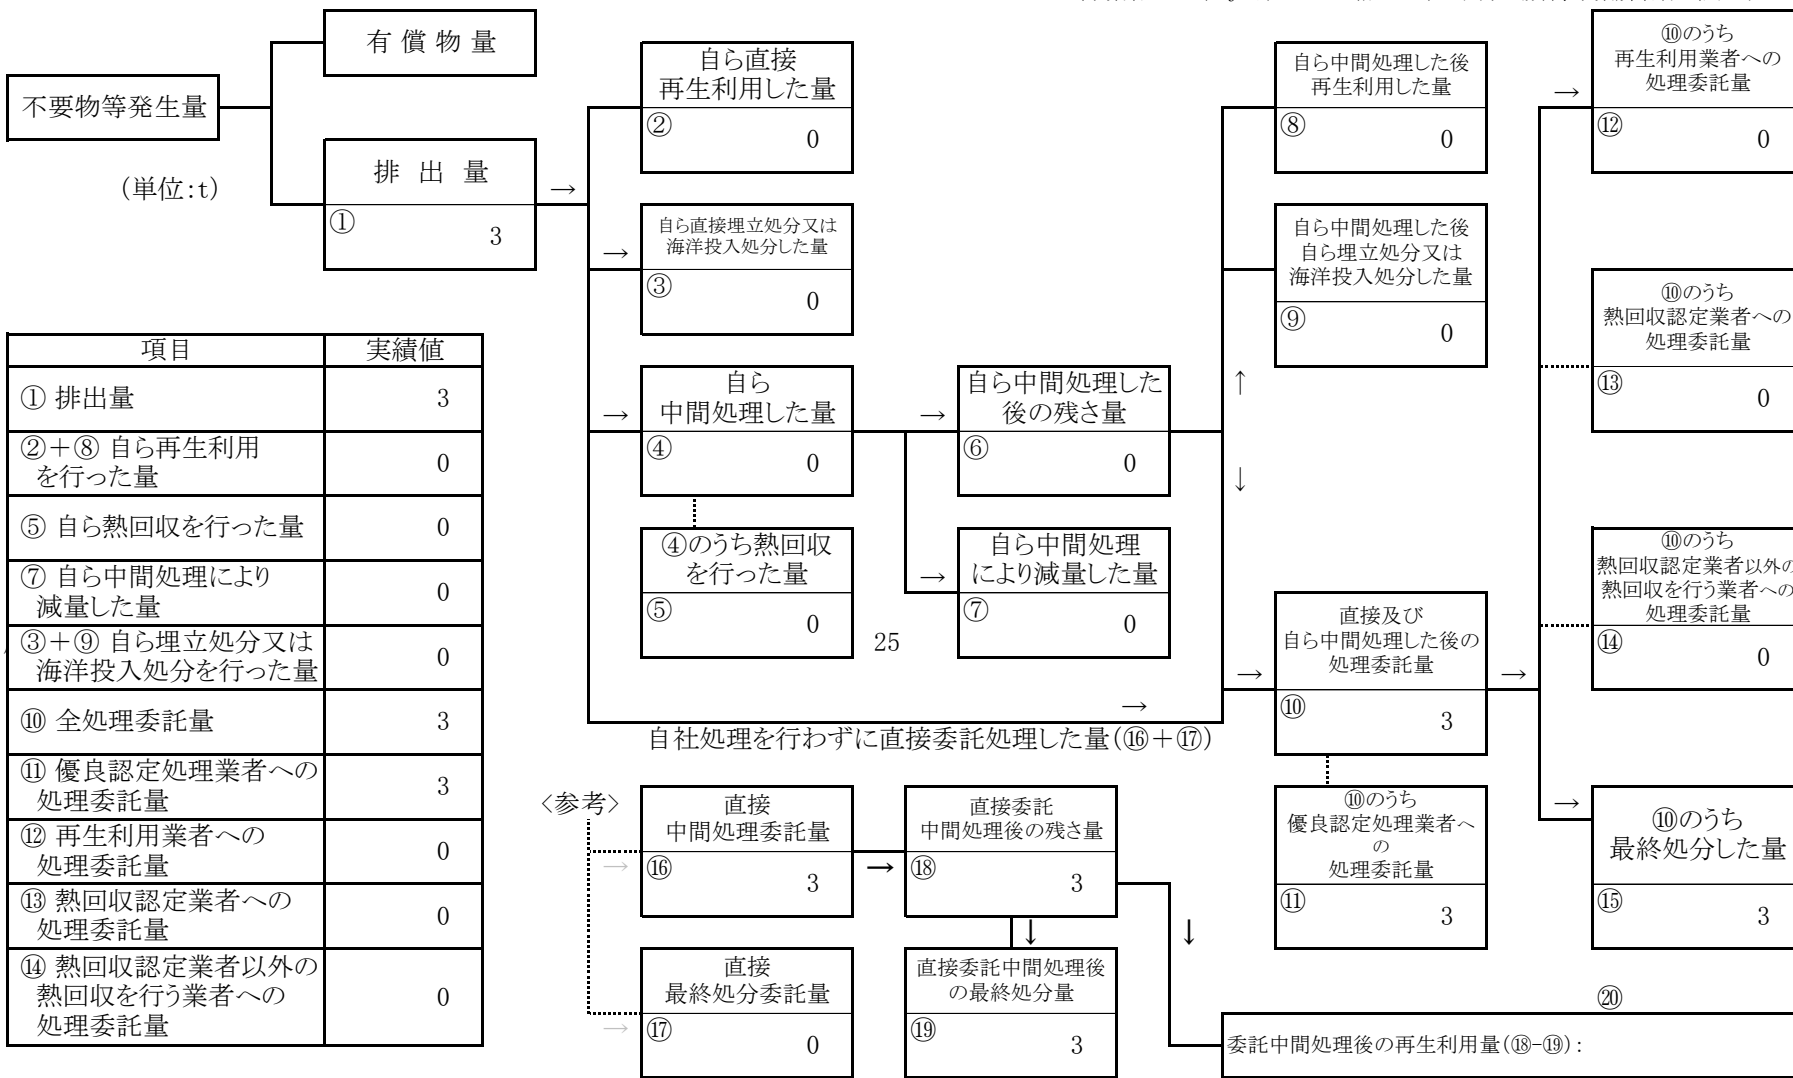 有償物量
不要物等発生量
(単位:t)
排出量
① 3
→
自ら直接
再生利用した量
② 0
→
自ら直接埋立処分又は
海洋投入処分した量
③ 0
→
自ら
中間処理した量
④ 0
④のうち熱回収
を行った量
⑤ 0
→
自ら中間処理した
後の残さ量
⑥ 0
→
自ら中間処理
により減量した量
⑦ 0
25
↑
↓
自ら中間処理した後
再生利用した量
⑧ 0
自ら中間処理した後
自ら埋立処分又は
海洋投入処分した量
⑨ 0
→
自社処理を行わずに直接委託処理した量(⑯+⑰)
→
直接及び
自ら中間処理した後の
処理委託量
⑩ 3
⑩のうち
優良認定処理業者へ
の
処理委託量
⑪ 3
→
→
⑩のうち
再生利用業者への
処理委託量
⑫ 0
⑩のうち
熱回収認定業者への
処理委託量
⑬ 0
⑩のうち
熱回収認定業者以外の
熱回収を行う業者への
処理委託量
⑭ 0
→
⑩のうち
最終処分した量
⑮ 3
項目 実績値
① 排出量 3
②+⑧ 自ら再生利用
を行った量 0
⑤ 自ら熱回収を行った量 0
⑦ 自ら中間処理により
減量した量 0
③+⑨ 自ら埋立処分又は
海洋投入処分を行った量 0
⑩ 全処理委託量 3
⑪ 優良認定処理業者への
処理委託量 3
⑫ 再生利用業者への
処理委託量 0
⑬ 熱回収認定業者への
処理委託量 0
⑭ 熱回収認定業者以外の
熱回収を行う業者への
処理委託量 0
<参考>
→
直接
中間処理委託量
⑯ 3
→
直接委託
中間処理後の残さ量
⑱ 3
↓
↓
→
直接
最終処分委託量
⑰ 0
直接委託中間処理後
の最終処分量
⑲ 3
⑳
委託中間処理後の再生利用量(⑱-⑲):